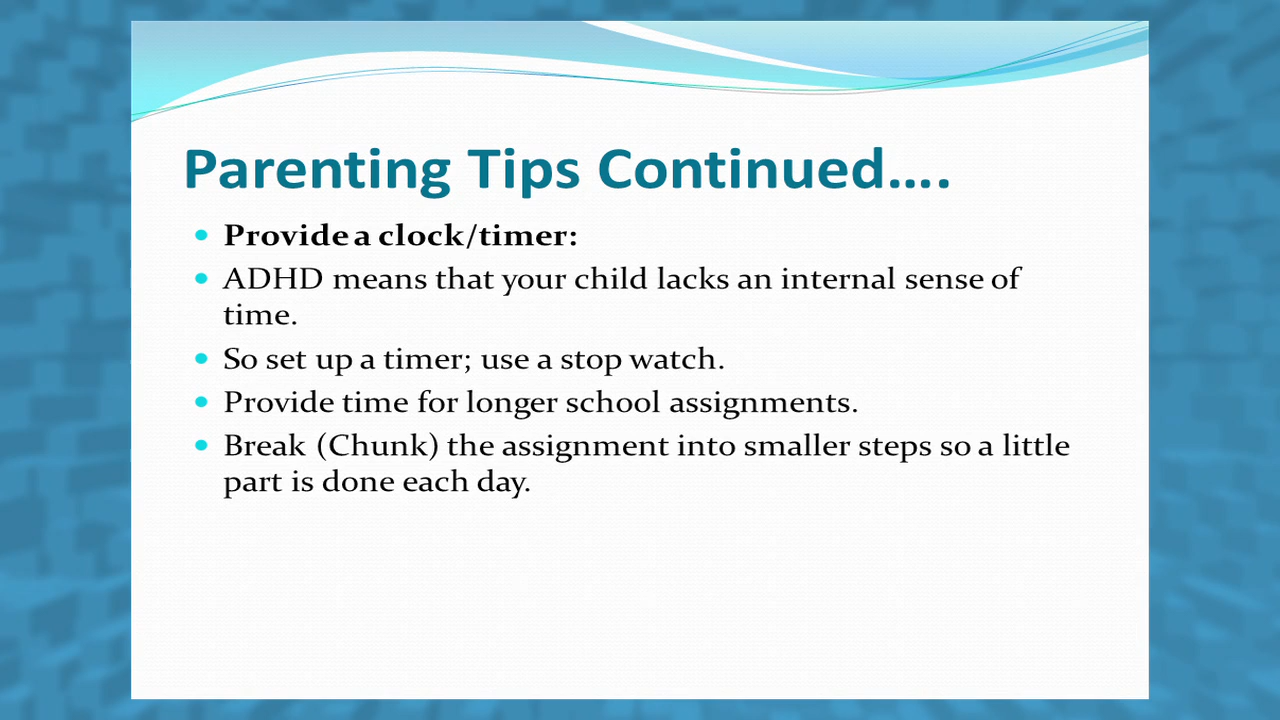 Parenting Tips Continued....
Provide a clock/timer:
ADHD means that your child lacks an internal sense of
time.
So set up a timer; use a stop watch.
Provide time for longer school assignments.
Break (Chunk) the assignment into smaller steps so a little
part is done each day.